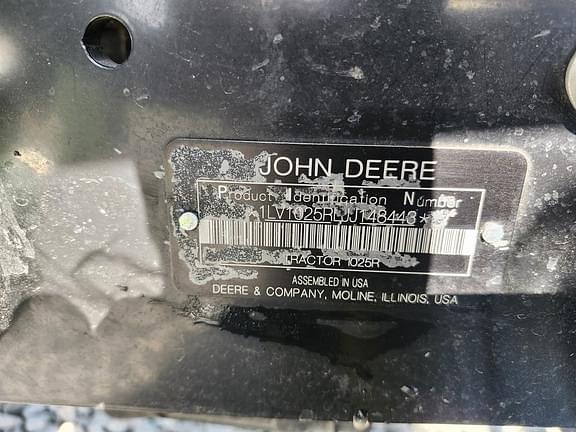 JOHN DEERE
Product Identification Number
1LV1025RLJJ148443*
TRACTOR 1025R
ASSEMBLED IN USA
DEERE & COMPANY, MOLINE, ILLINOIS, USA